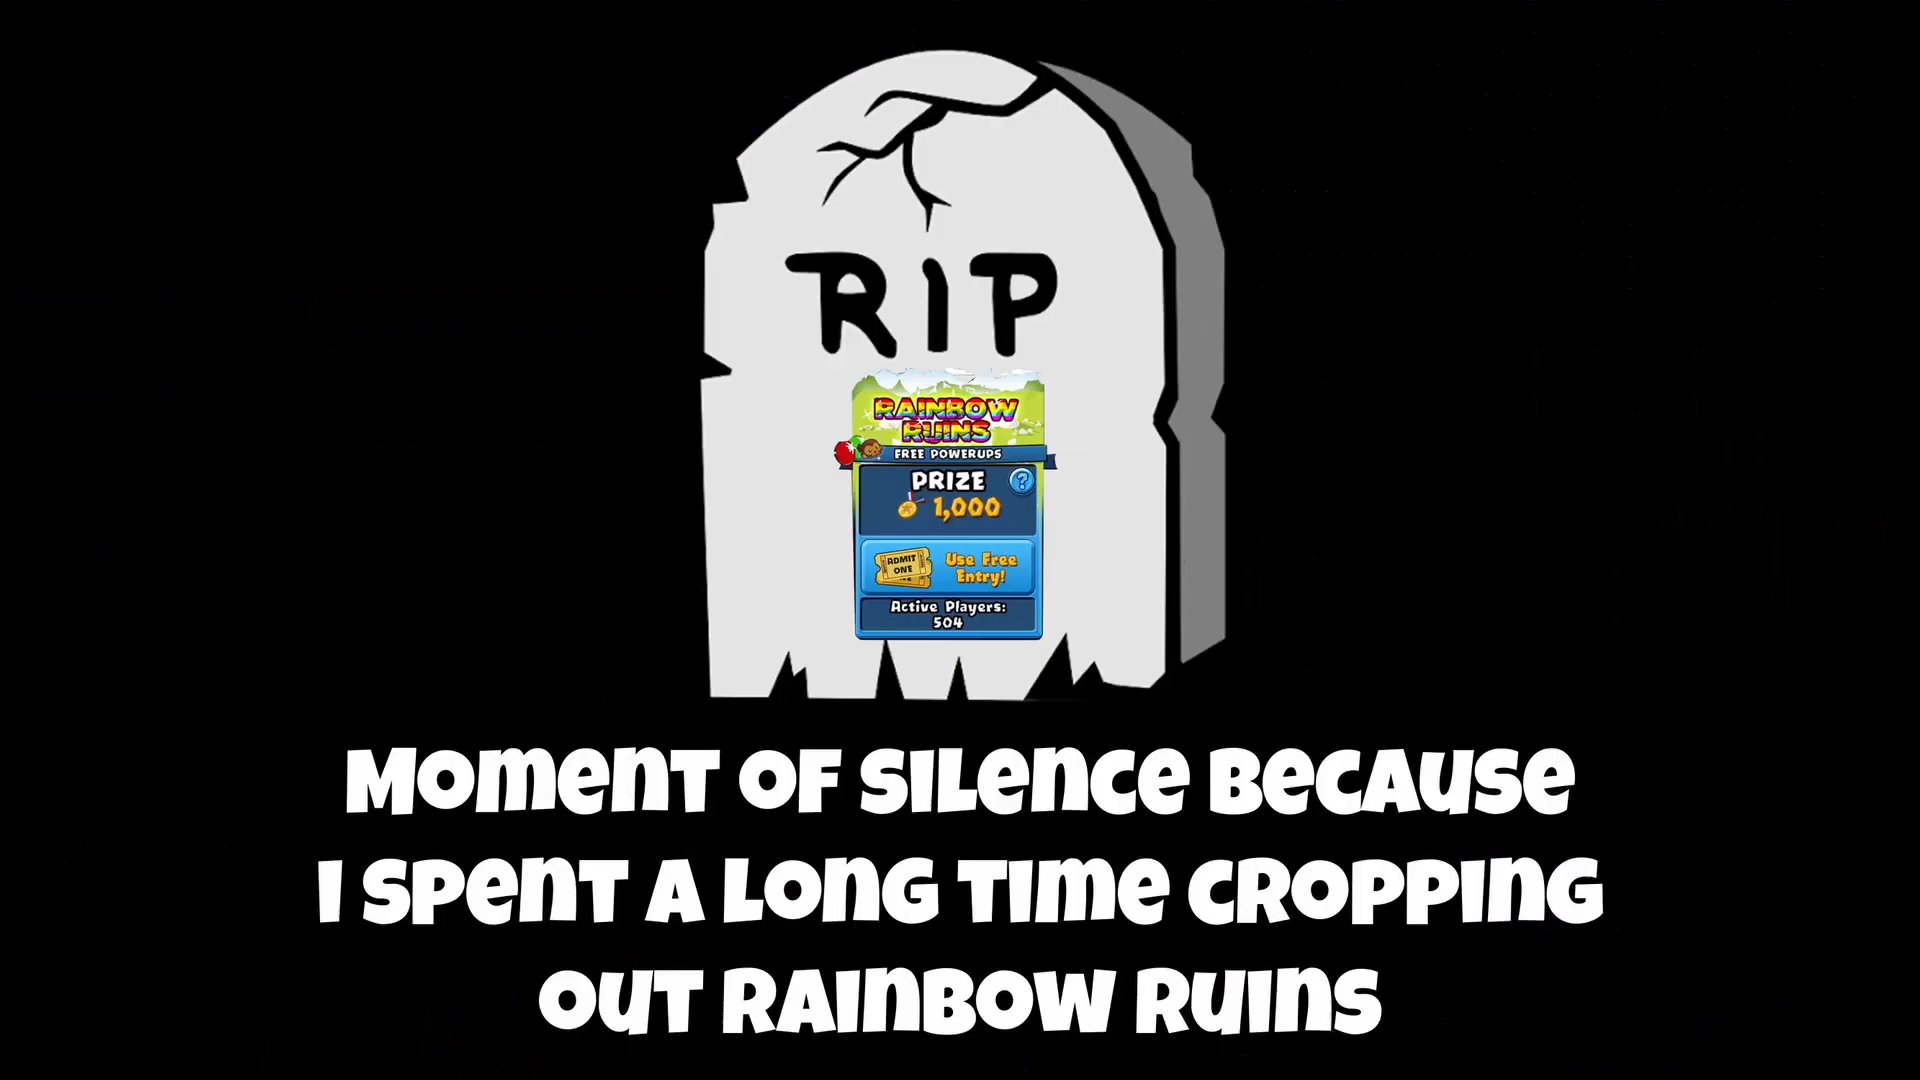 RIP
RAINBOW
RUINS
FREE POWERUPS
PRIZE
?
1,000
ADMIT
ONE
Use Free
Entry!
Active Players:
504
Moment of silence because
I spent a long time cropping
out Rainbow Ruins